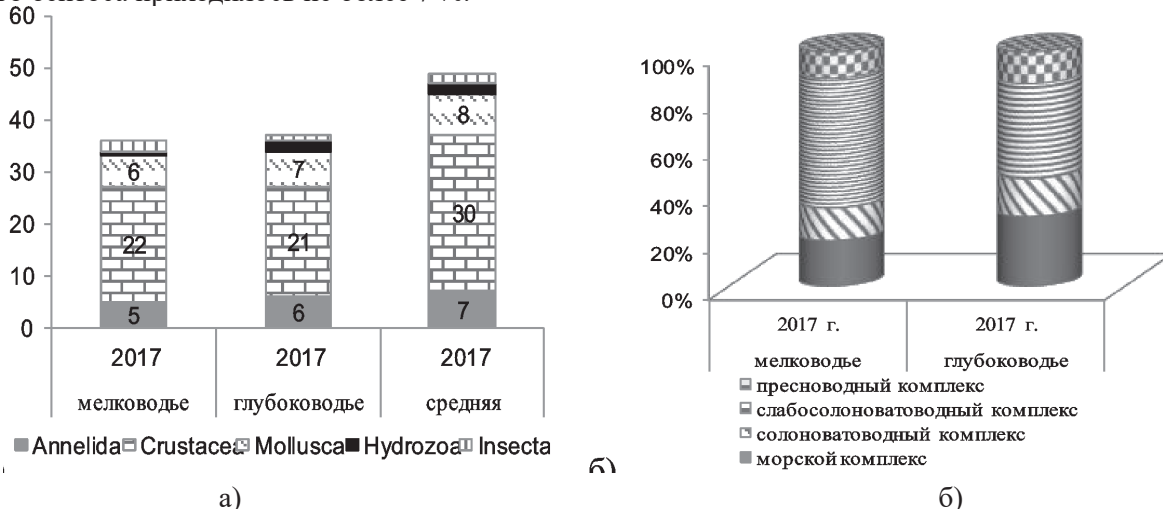 60
50
40
30
20
10
0
6
22
5
7
21
6
8
30
7
2017
2017
2017
мелководье
глубоководье
средняя
Annelida
Crustacea
Mollusca
Hydrozoa
Insecta
а)
100%
80%
60%
40%
20%
0%
2017 г.
2017 г.
мелководье
глубоководье
пресноводный комплекс
слабосолоноватоводный комплекс
солоноватоводный комплекс
морской комплекс
б)
б)